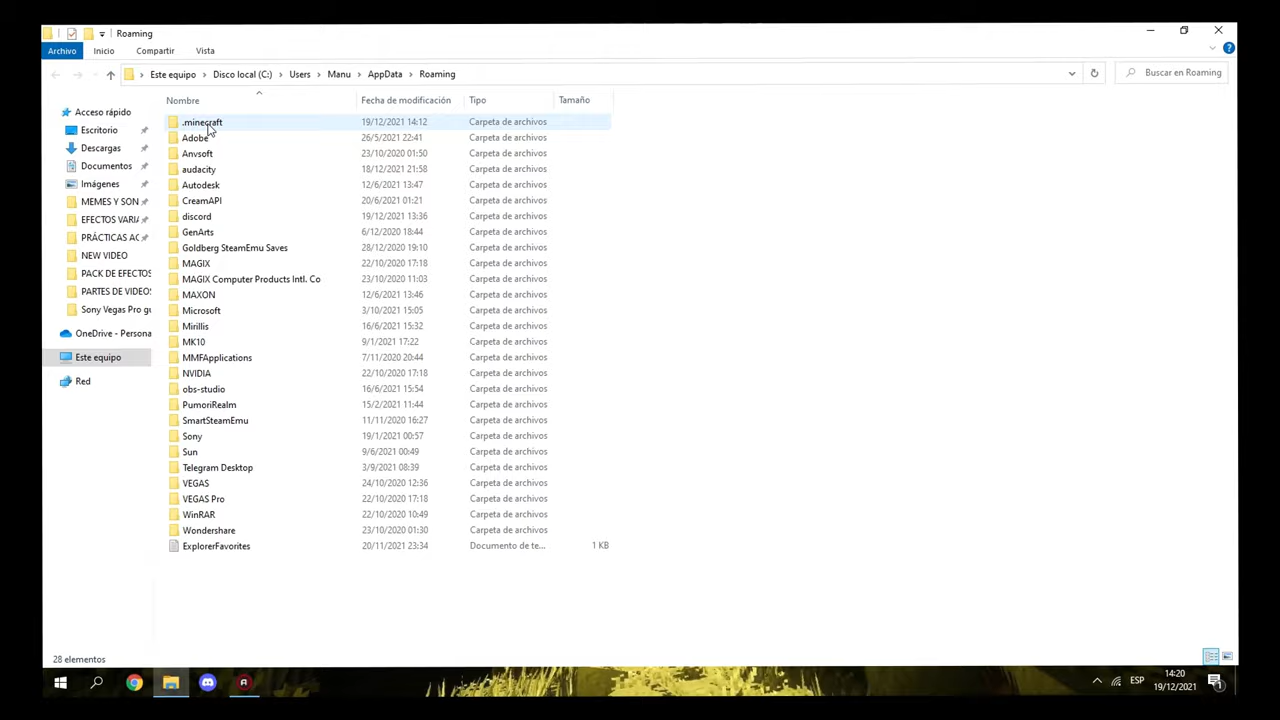 Roaming
Archivo Inicio Compartir Vista
Este equipo > Disco local (C:) > Users > Manu > AppData > Roaming
Buscar en Roaming
Nombre Fecha de modificación Tipo Tamaño
Acceso rápido
Escritorio
Descargas
Documentos
Imágenes
MEMES Y SON
EFECTOS VARIA
PRÁCTICAS AC
NEW VIDEO
PACK DE EFECTOS
PARTES DE VIDEOS
Sony Vegas Pro gu
OneDrive - Persona
Este equipo
Red
.minecraft 19/12/2021 14:12 Carpeta de archivos
Adobe 26/5/2021 22:41 Carpeta de archivos
Anvsoft 23/10/2020 01:50 Carpeta de archivos
audacity 18/12/2021 21:58 Carpeta de archivos
Autodesk 12/6/2021 13:47 Carpeta de archivos
CreamAPI 20/6/2021 01:21 Carpeta de archivos
discord 19/12/2021 13:36 Carpeta de archivos
GenArts 6/12/2020 18:44 Carpeta de archivos
Goldberg SteamEmu Saves 28/12/2020 19:10 Carpeta de archivos
MAGIX 22/10/2020 17:18 Carpeta de archivos
MAGIX Computer Products Intl. Co 23/10/2020 11:03 Carpeta de archivos
MAXON 12/6/2021 13:46 Carpeta de archivos
Microsoft 3/10/2021 15:05 Carpeta de archivos
Mirillis 16/6/2021 15:32 Carpeta de archivos
MK10 9/1/2021 17:22 Carpeta de archivos
MMFApplications 7/11/2020 20:44 Carpeta de archivos
NVIDIA 22/10/2020 17:18 Carpeta de archivos
obs-studio 16/6/2021 15:54 Carpeta de archivos
PumoriRealm 15/2/2021 11:44 Carpeta de archivos
SmartSteamEmu 11/11/2020 16:27 Carpeta de archivos
Sony 19/1/2021 00:57 Carpeta de archivos
Sun 9/6/2021 00:49 Carpeta de archivos
Telegram Desktop 3/9/2021 08:39 Carpeta de archivos
VEGAS 24/10/2020 12:36 Carpeta de archivos
VEGAS Pro 22/10/2020 17:18 Carpeta de archivos
WinRAR 22/10/2020 10:49 Carpeta de archivos
Wondershare 23/10/2020 01:30 Carpeta de archivos
ExplorerFavorites 20/11/2021 23:34 Documento de te... 1 KB
28 elementos
ESP
14:20
19/12/2021
1